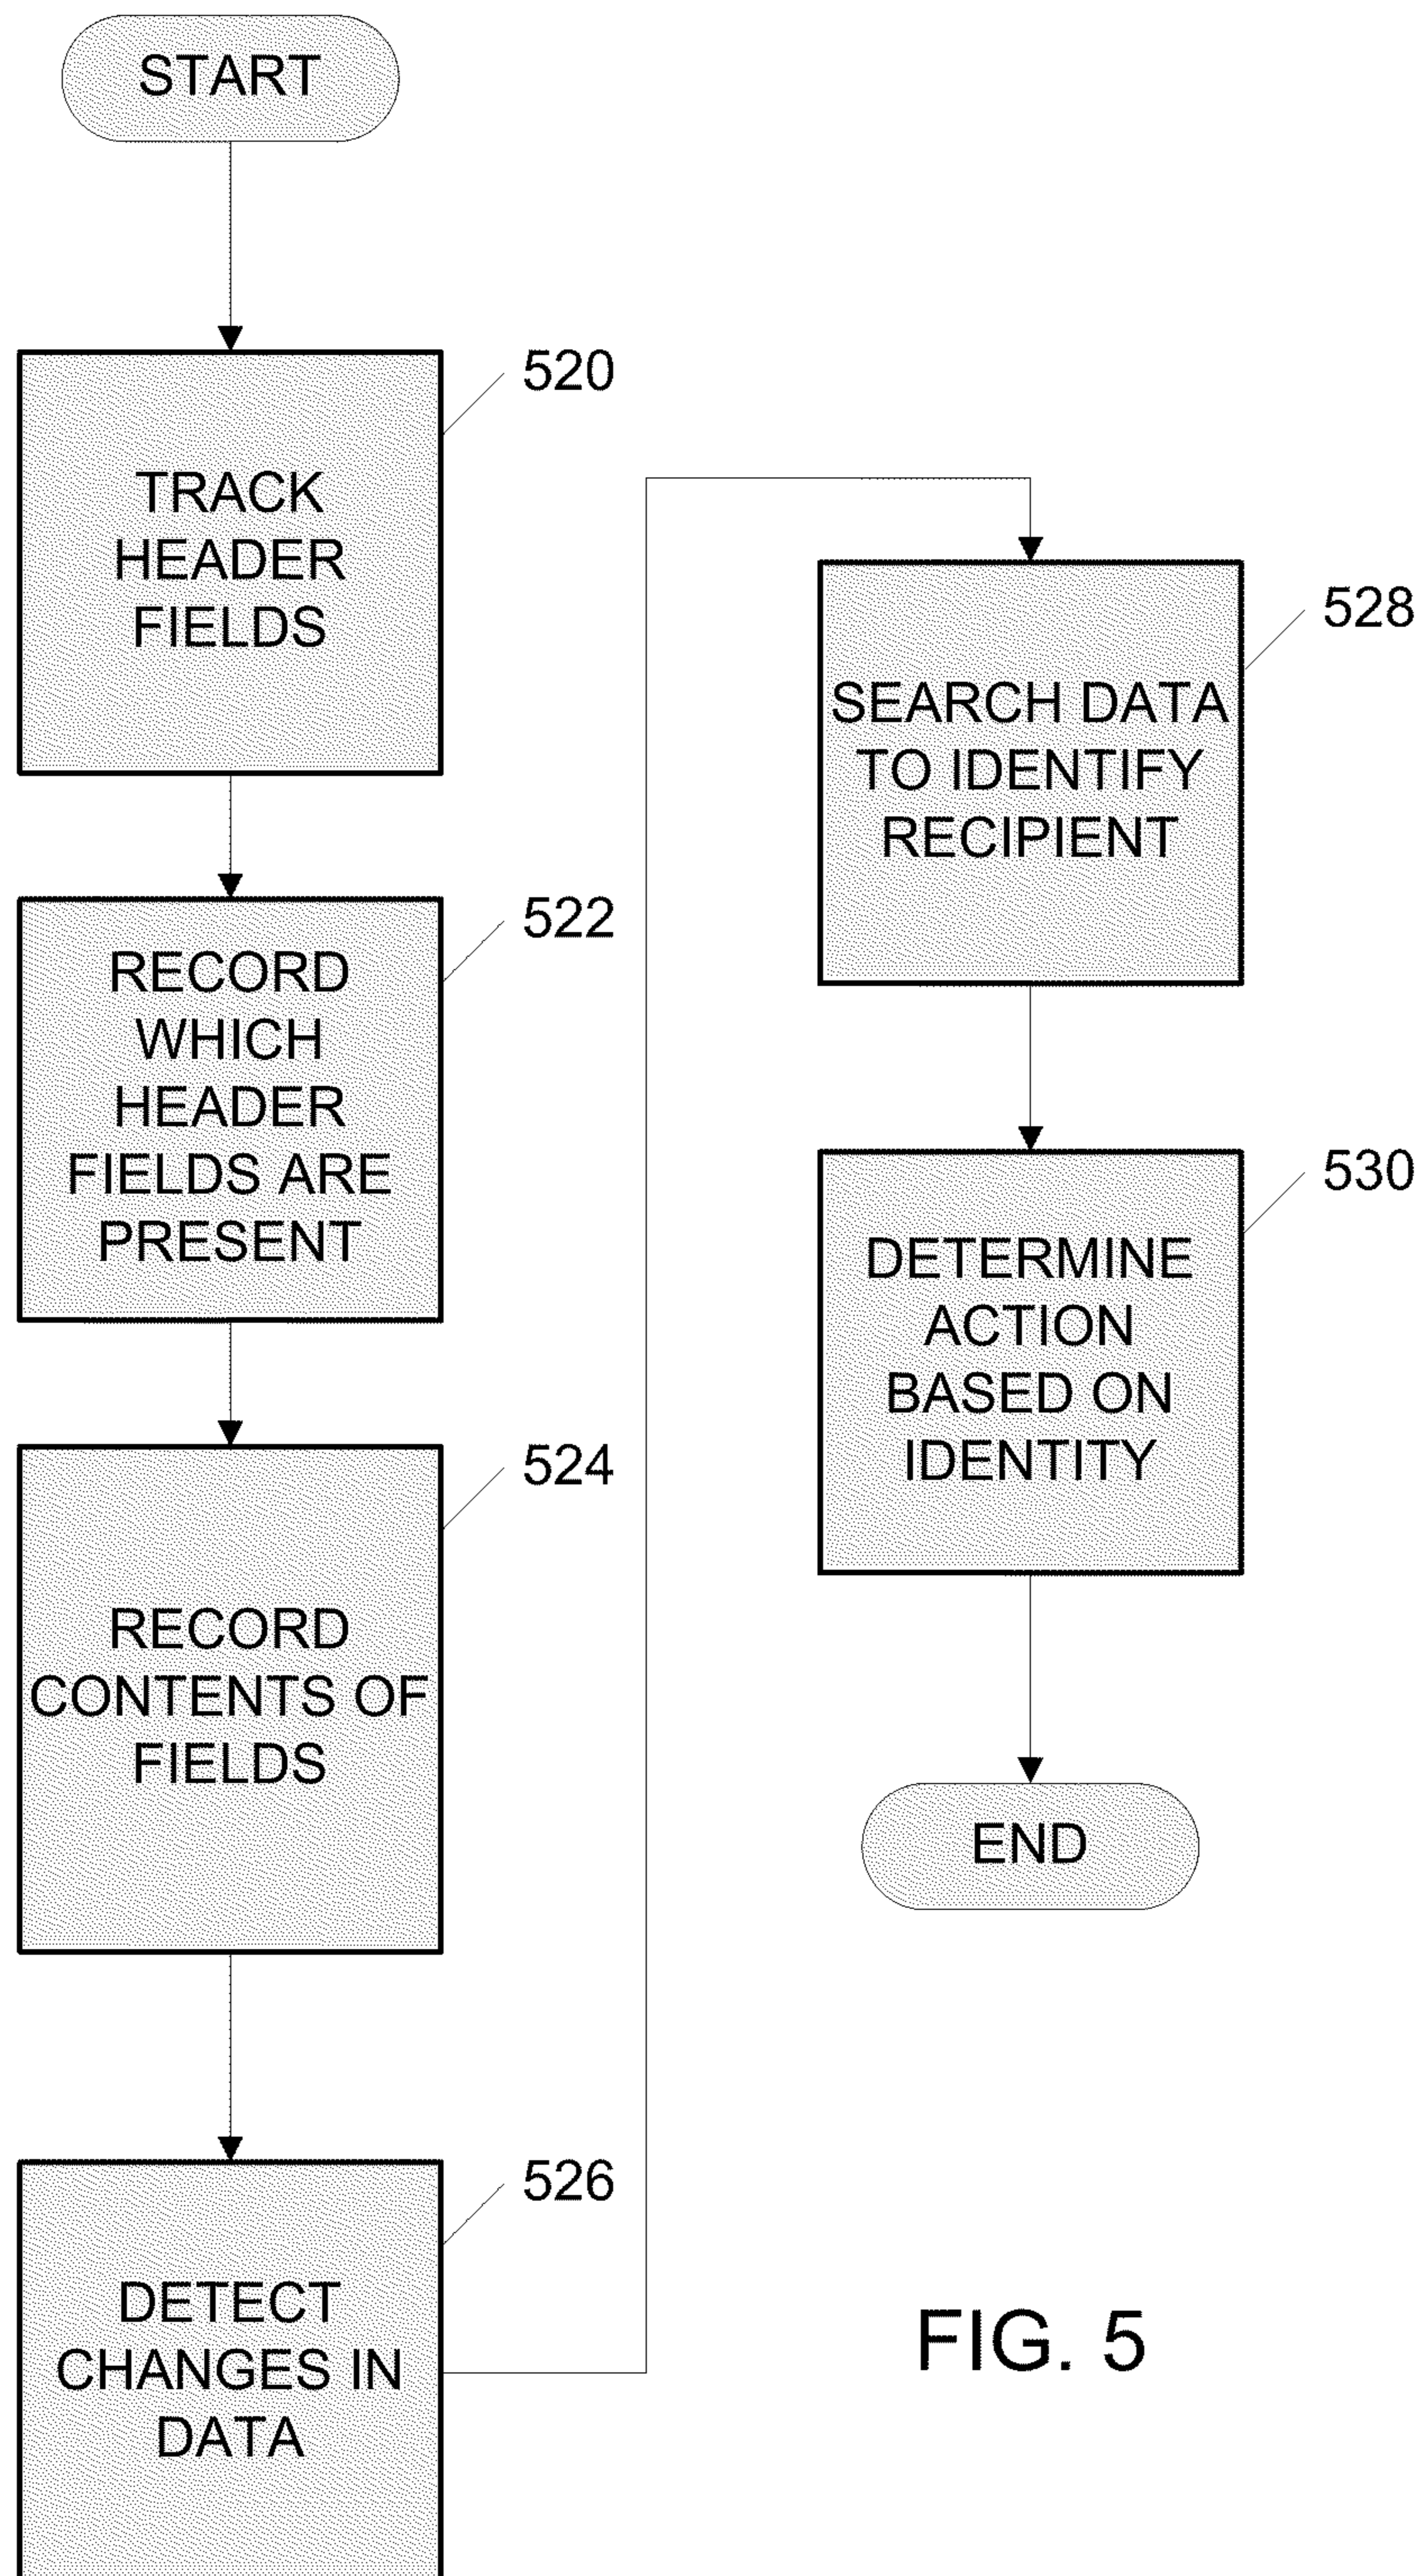 START
520
TRACK
HEADER
FIELDS
522
RECORD
WHICH
HEADER
FIELDS ARE
PRESENT
524
RECORD
CONTENTS OF
FIELDS
526
DETECT
CHANGES IN
DATA
528
SEARCH DATA
TO IDENTIFY
RECIPIENT
530
DETERMINE
ACTION
BASED ON
IDENTITY
END
FIG. 5